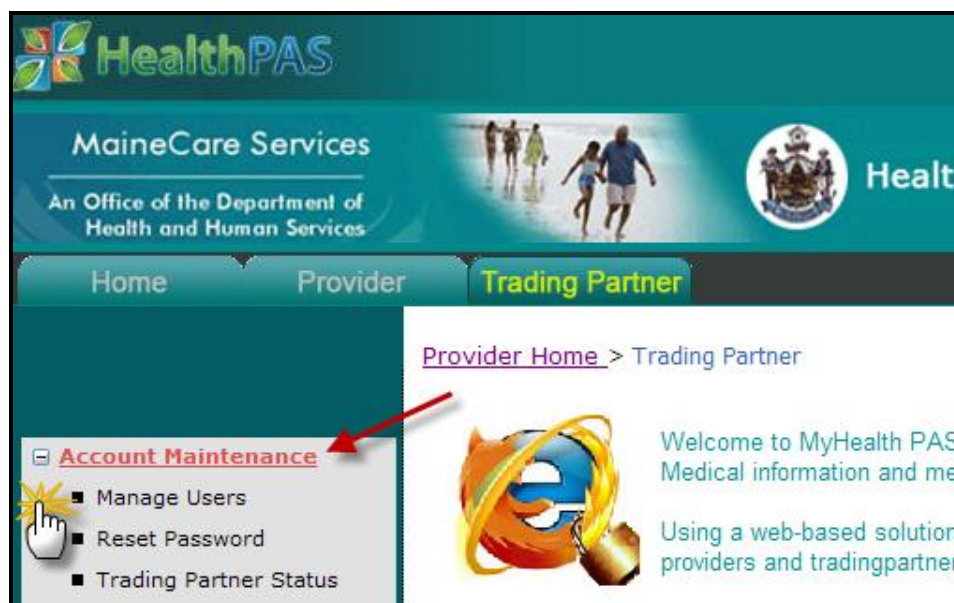 HealthPAS
MaineCare Services
An Office of the Department of
Health and Human Services
Healt
Home Provider Trading Partner
Provider Home > Trading Partner
Account Maintenance
Manage Users
Reset Password
Trading Partner Status
Welcome to MyHealth PAS
Medical information and me
Using a web-based solution
providers and tradingpartner